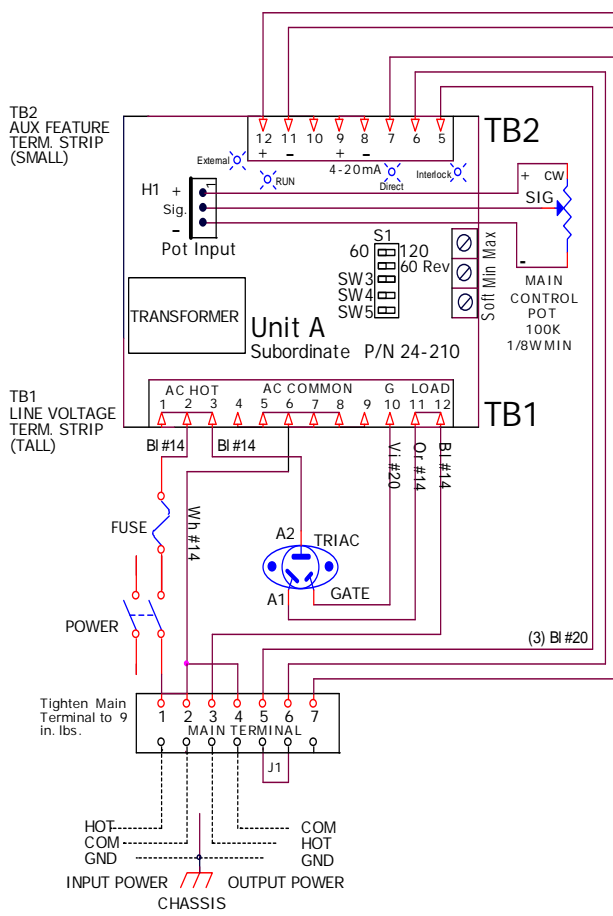 TB2
AUX FEATURE
TERM. STRIP
(SMALL)
12 11 10 9 8 7 6 5
+ - + -
4-20mA
TB2
External
RUN
Direct
Interlock
H1 + 1
Sig.
-
Pot Input
+ CW
SIG
-
MAIN
CONTROL
POT
100K
1/8W MIN
S1
60 120
60 Rev
SW3
SW4
SW5
Soft Min Max
TRANSFORMER
Unit A
Subordinate P/N 24-210
TB1
LINE VOLTAGE
TERM. STRIP
(TALL)
AC HOT AC COMMON G LOAD
1 2 3 4 5 6 7 8 9 10 11 12
TB1
Bl #14
Bl #14
Wh #14
Vi #20
Or #14
Bl #14
FUSE
A2
TRIAC
A1
GATE
POWER
(3) Bl #20
Tighten Main
Terminal to 9
in. lbs.
1 2 3 4 5 6 7
MAIN TERMINAL
J1
HOT COM
COM HOT
GND GND
INPUT POWER OUTPUT POWER
CHASSIS